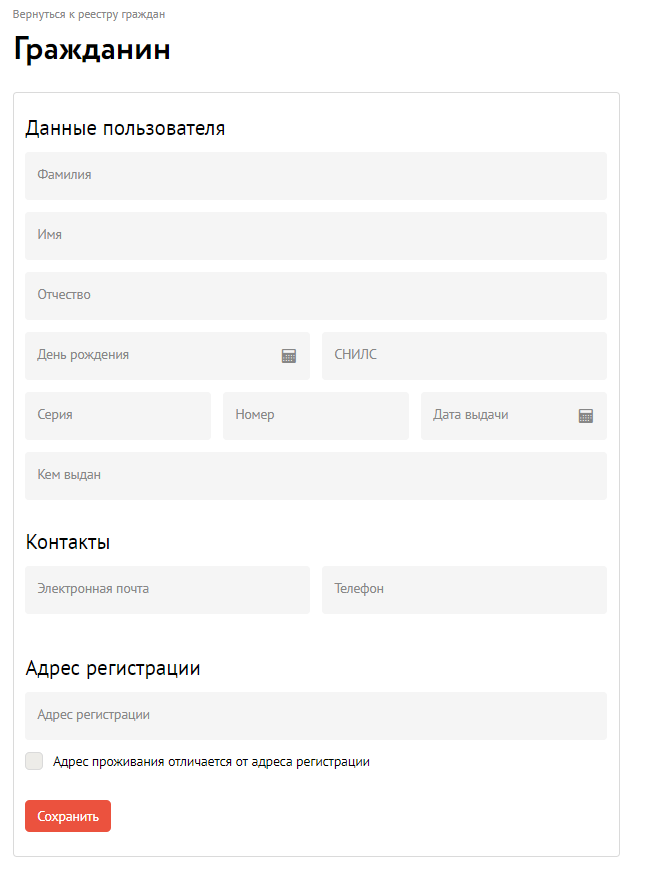 Вернуться к реестру граждан
Гражданин
Данные пользователя
Фамилия
Имя
Отчество
День рождения СНИЛС
Серия Номер Дата выдачи
Кем выдан
Контакты
Электронная почта Телефон
Адрес регистрации
Адрес регистрации
Адрес проживания отличается от адреса регистрации
Сохранить